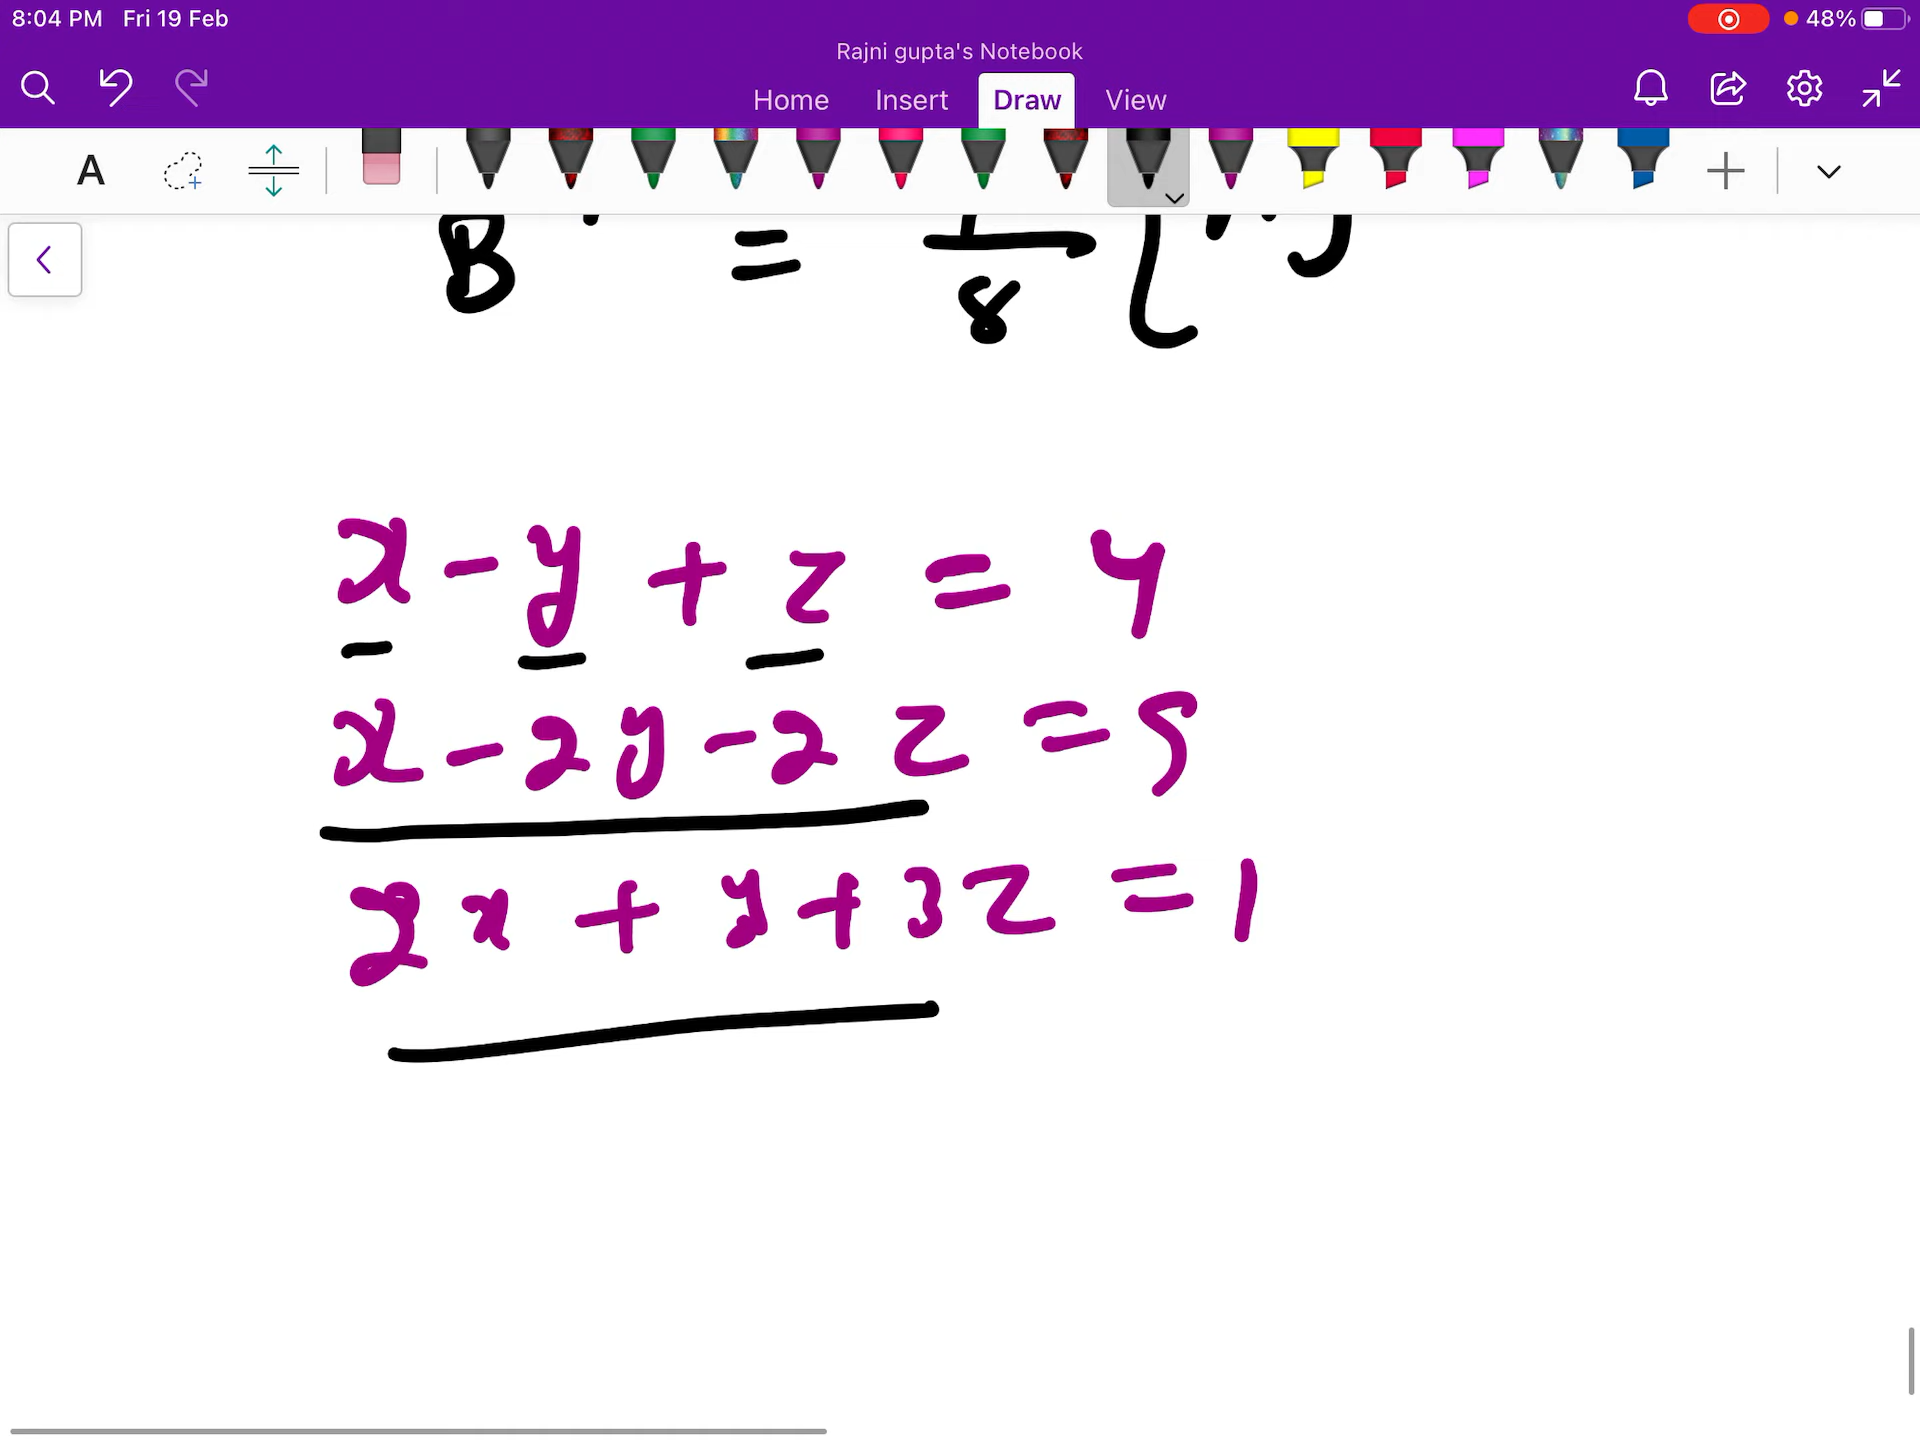 8:04 PM Fri 19 Feb
48%
Rajni gupta's Notebook
Home Insert Draw View
A
B = 8
x - y + z = 4
x - 2y - 2z = 9
2x + y + 3z = 1